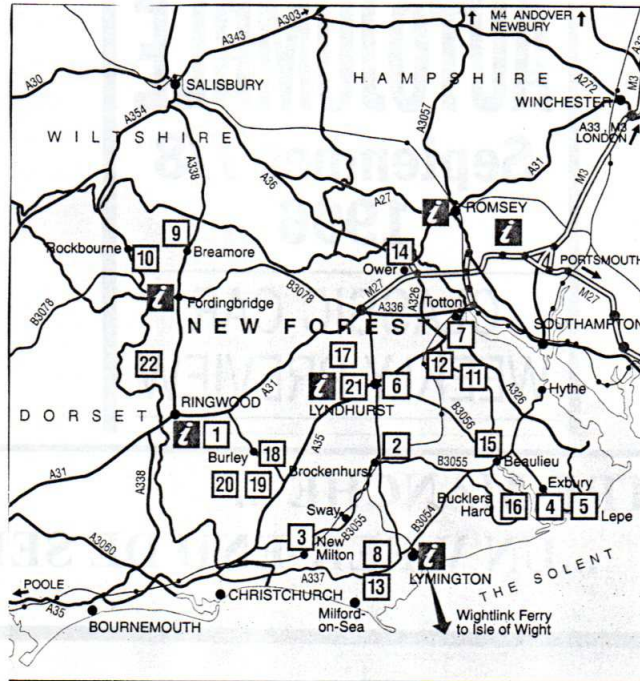 M4 ANDOVER
NEWBURY
A303
A343
A30
SALISBURY
HAMPSHIRE
A3057
A272
M3
WINCHESTER
A33, M3
LONDON
A354
WILTSHIRE
A338
A36
A31
M3
A27
i
ROMSEY
i
9
Rockbourne
10
Breamore
14
Ower
PORTSMOUTH
M27
i
Fordingbridge
B3078
B3078
M27
A336
A326
Totton
NEW FOREST
7
SOUTHAMPTON
22
17
12
11
i
21
6
LYNDHURST
Hythe
DORSET
RINGWOOD
A31
A35
B3056
A326
i
1
Burley
18
2
15
Brockenhurs
B3055
Beaulieu
A31
A338
20
19
Exbury
Bucklers
Hard
16
4
5
Lepe
Sway
B3055
B3054
3
New
Milton
8
i
LYMINGTON
A3060
A337
13
THE SOLENT
POOLE
A35
CHRISTCHURCH
Milford-
on-Sea
BOURNEMOUTH
Wightlink Ferry
to Isle of Wight